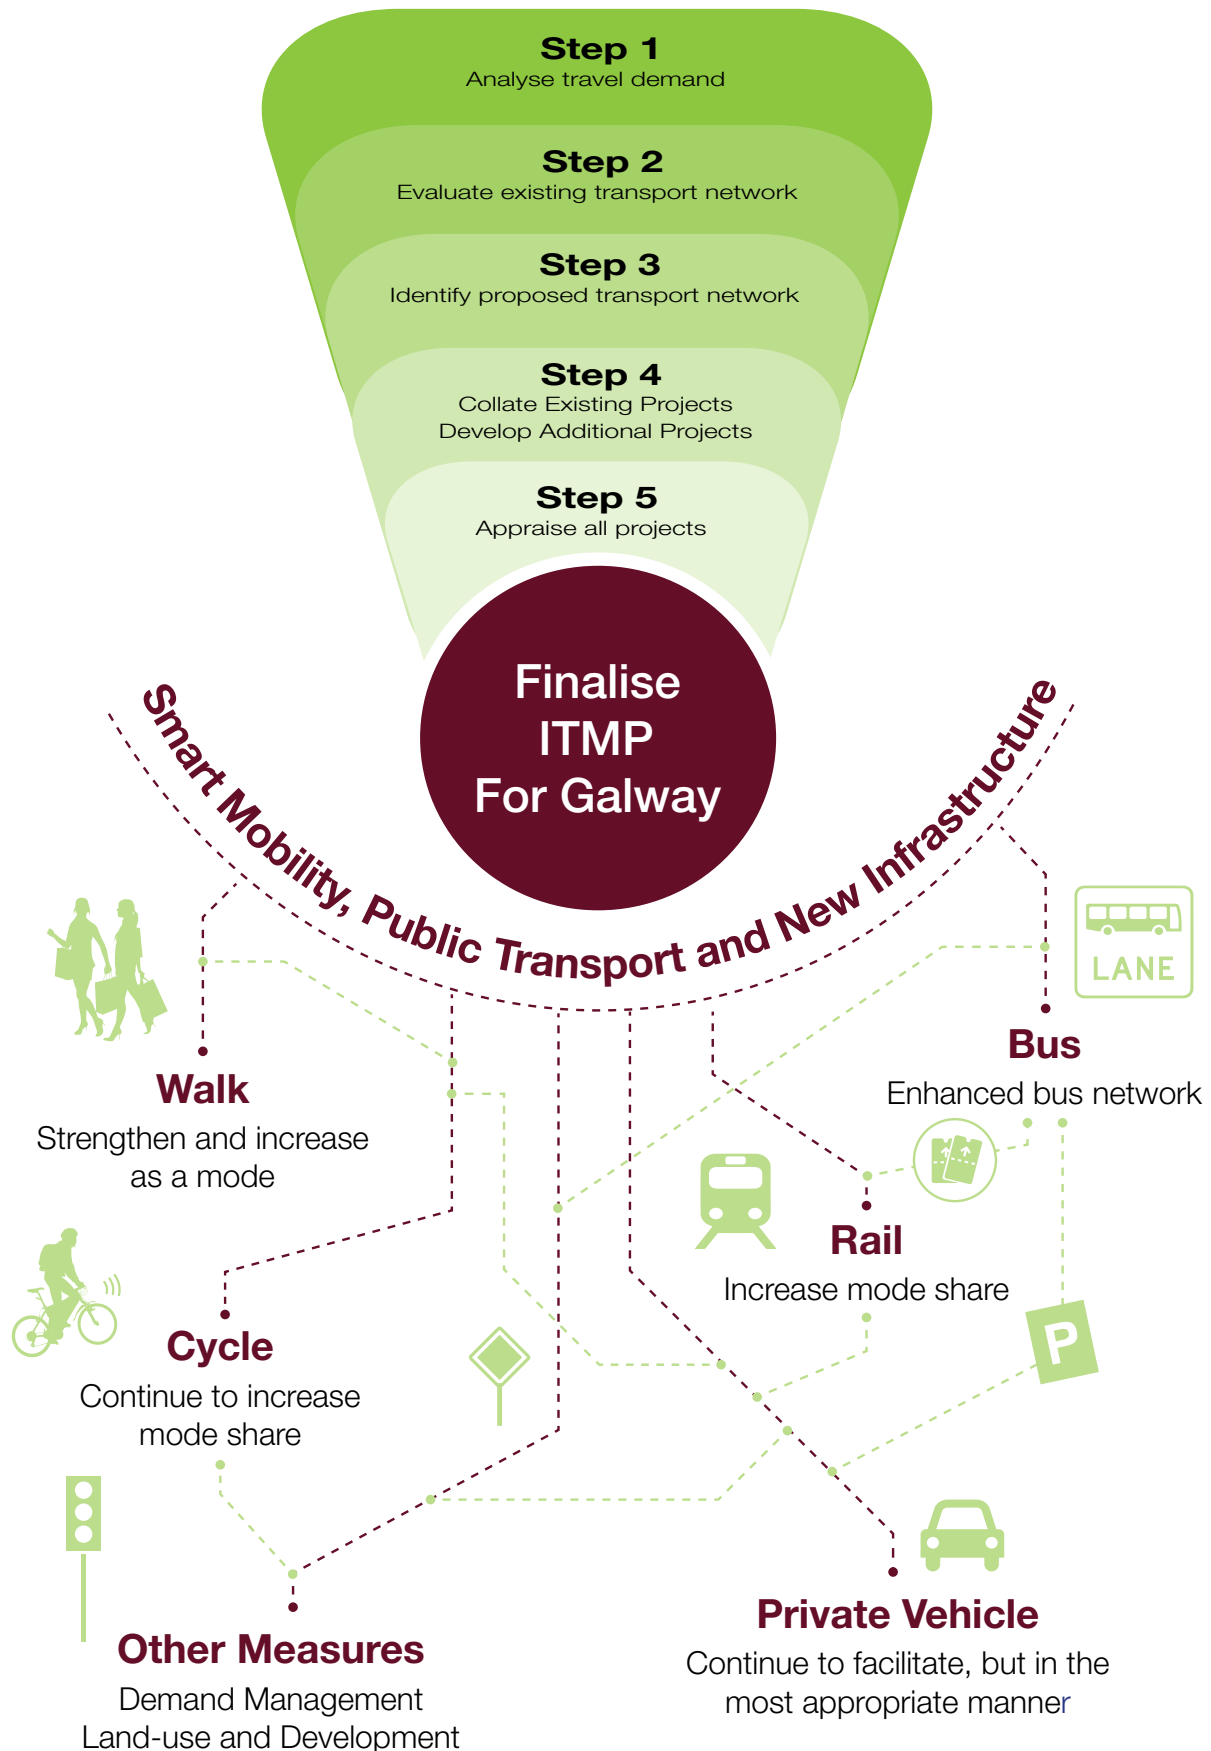 Step 1
Analyse travel demand
Step 2
Evaluate existing transport network
Step 3
Identify proposed transport network
Step 4
Collate Existing Projects
Develop Additional Projects
Step 5
Appraise all projects
Finalise
ITMP
For Galway
Smart Mobility, Public Transport and New Infrastructure
LANE
Bus
Enhanced bus network
Walk
Strengthen and increase
as a mode
Rail
Increase mode share
P
Cycle
Continue to increase
mode share
Private Vehicle
Continue to facilitate, but in the
most appropriate manner
Other Measures
Demand Management
Land-use and Development